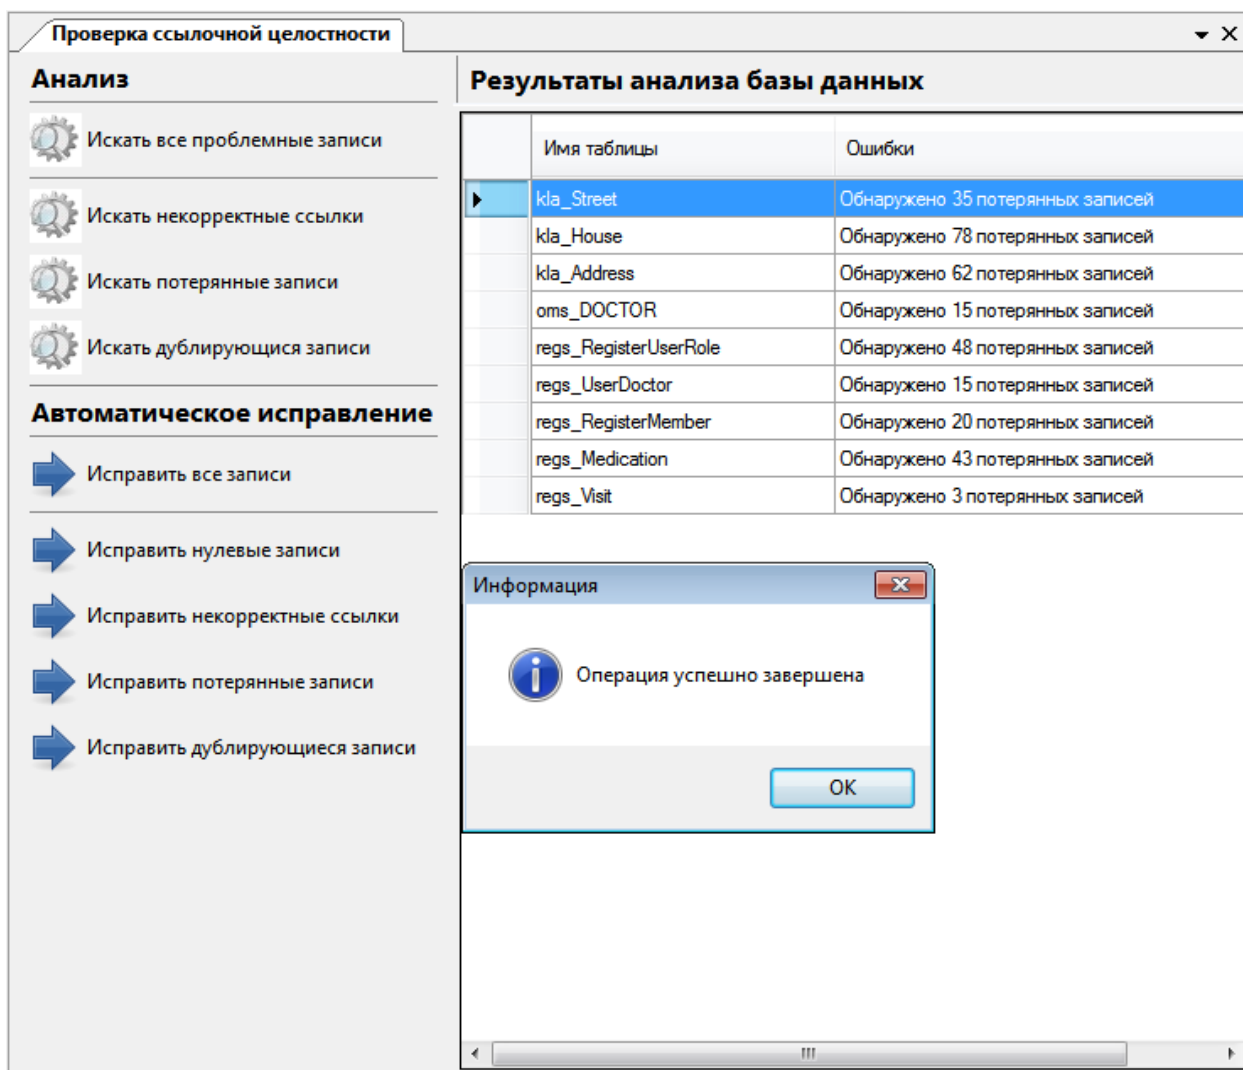 Проверка ссылочной целостности
Анализ
Искать все проблемные записи
Искать некорректные ссылки
Искать потерянные записи
Искать дублирующися записи
Автоматическое исправление
Исправить все записи
Исправить нулевые записи
Исправить некорректные ссылки
Исправить потерянные записи
Исправить дублирующиеся записи
Результаты анализа базы данных
Имя таблицы Ошибки
kla_Street Обнаружено 35 потерянных записей
kla_House Обнаружено 78 потерянных записей
kla_Address Обнаружено 62 потерянных записей
oms_DOCTOR Обнаружено 15 потерянных записей
regs_RegisterUserRole Обнаружено 48 потерянных записей
regs_UserDoctor Обнаружено 15 потерянных записей
regs_RegisterMember Обнаружено 20 потерянных записей
regs_Medication Обнаружено 43 потерянных записей
regs_Visit Обнаружено 3 потерянных записей
Информация
Операция успешно завершена
OK